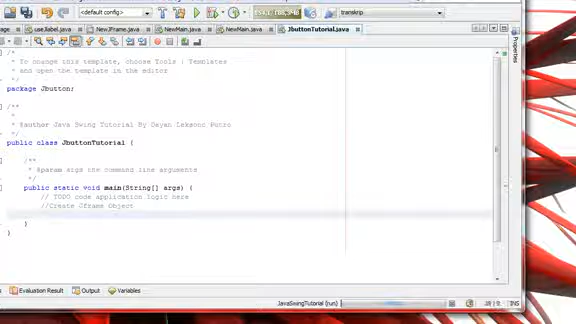 <default config>
transkrip
useJlabel.java
NewJFrame.java
NewMain.java
NewMain.java
JbuttonTutorial.java
/*
* To change this template, choose Tools | Templates
* and open the template in the editor
*/
package Jbutton;
/**
*
* @author Java Swing Tutorial By Dayan Leksono Putro
*/
public class JbuttonTutorial {
/**
* @param args the command line arguments
*/
public static void main(String[] args) {
// TODO code application logic here
//Create Jframe Object
}
}
Properties
Evaluation Result
Output
Variables
JavaSwingTutorial (run)
INS